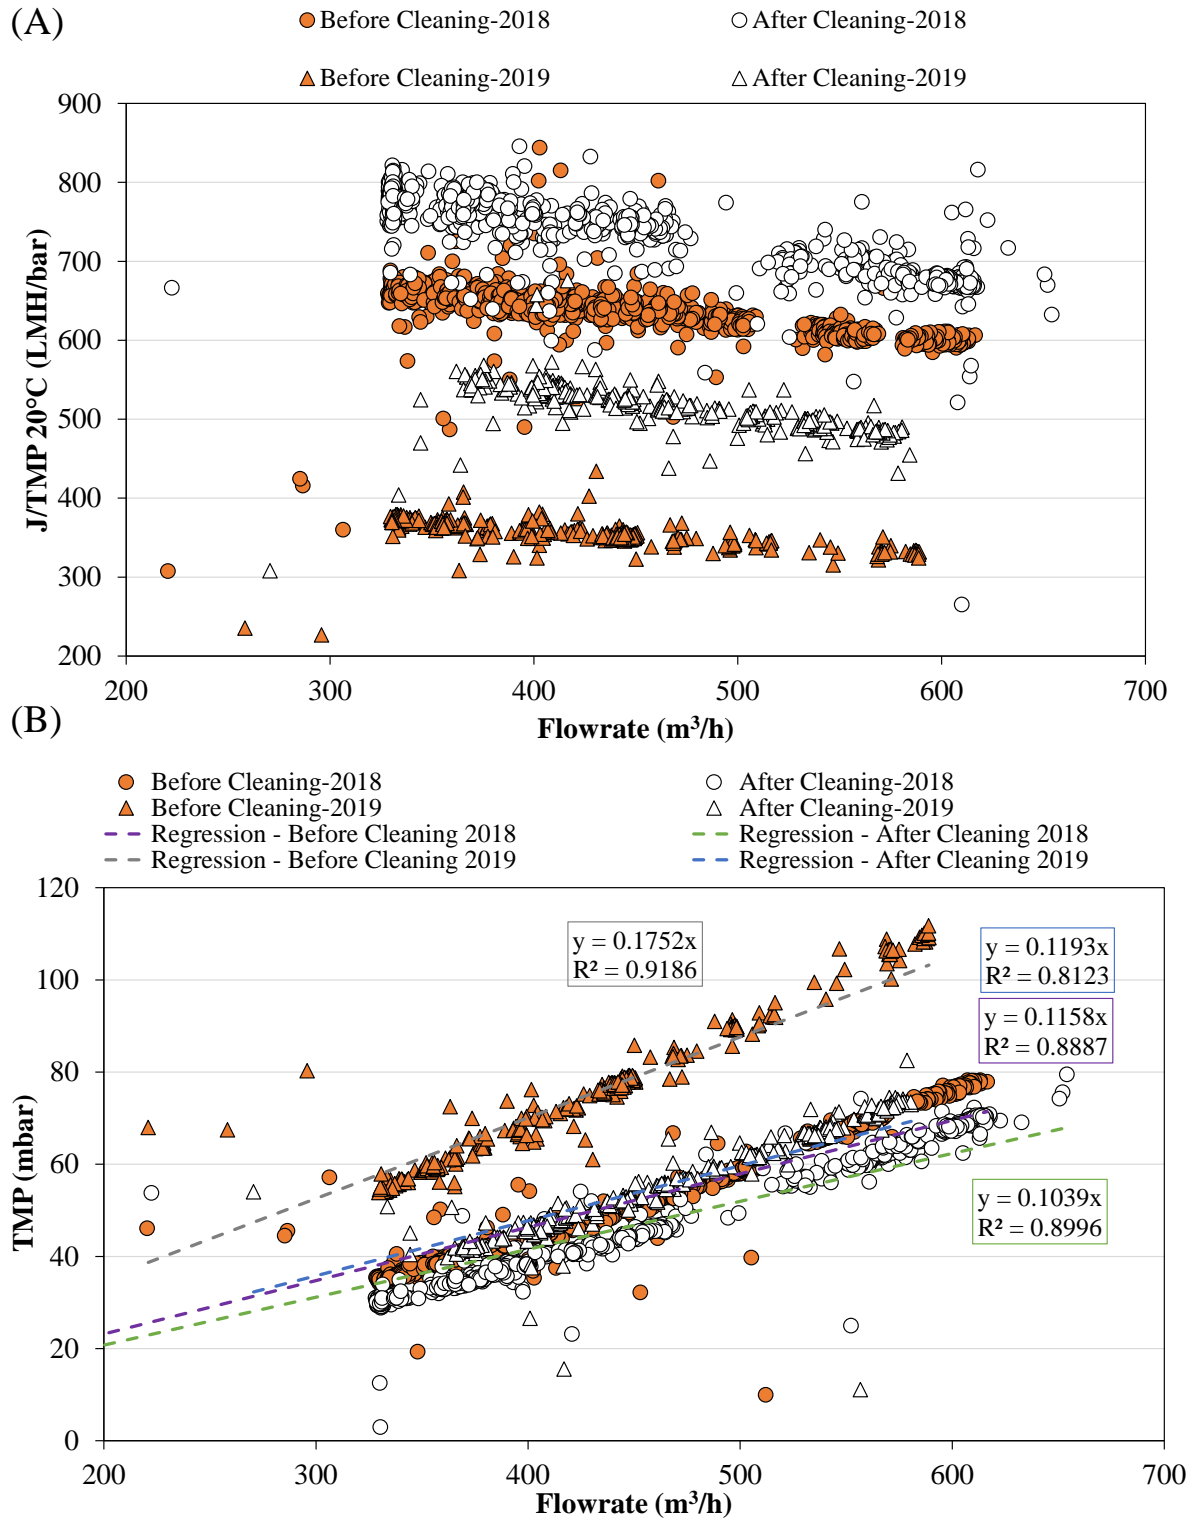 (A)
Before Cleaning-2018
After Cleaning-2018
Before Cleaning-2019
After Cleaning-2019
900
800
700
600
500
400
300
200
J/TMP 20°C (LMH/bar)
200 300 400 500 600 700
Flowrate (m³/h)
(B)
Before Cleaning-2018
After Cleaning-2018
Before Cleaning-2019
After Cleaning-2019
Regression - Before Cleaning 2018
Regression - After Cleaning 2018
Regression - Before Cleaning 2019
Regression - After Cleaning 2019
120
100
80
60
40
20
0
TMP (mbar)
y = 0.1752x
R² = 0.9186
y = 0.1193x
R² = 0.8123
y = 0.1158x
R² = 0.8887
y = 0.1039x
R² = 0.8996
200 300 400 500 600 700
Flowrate (m³/h)